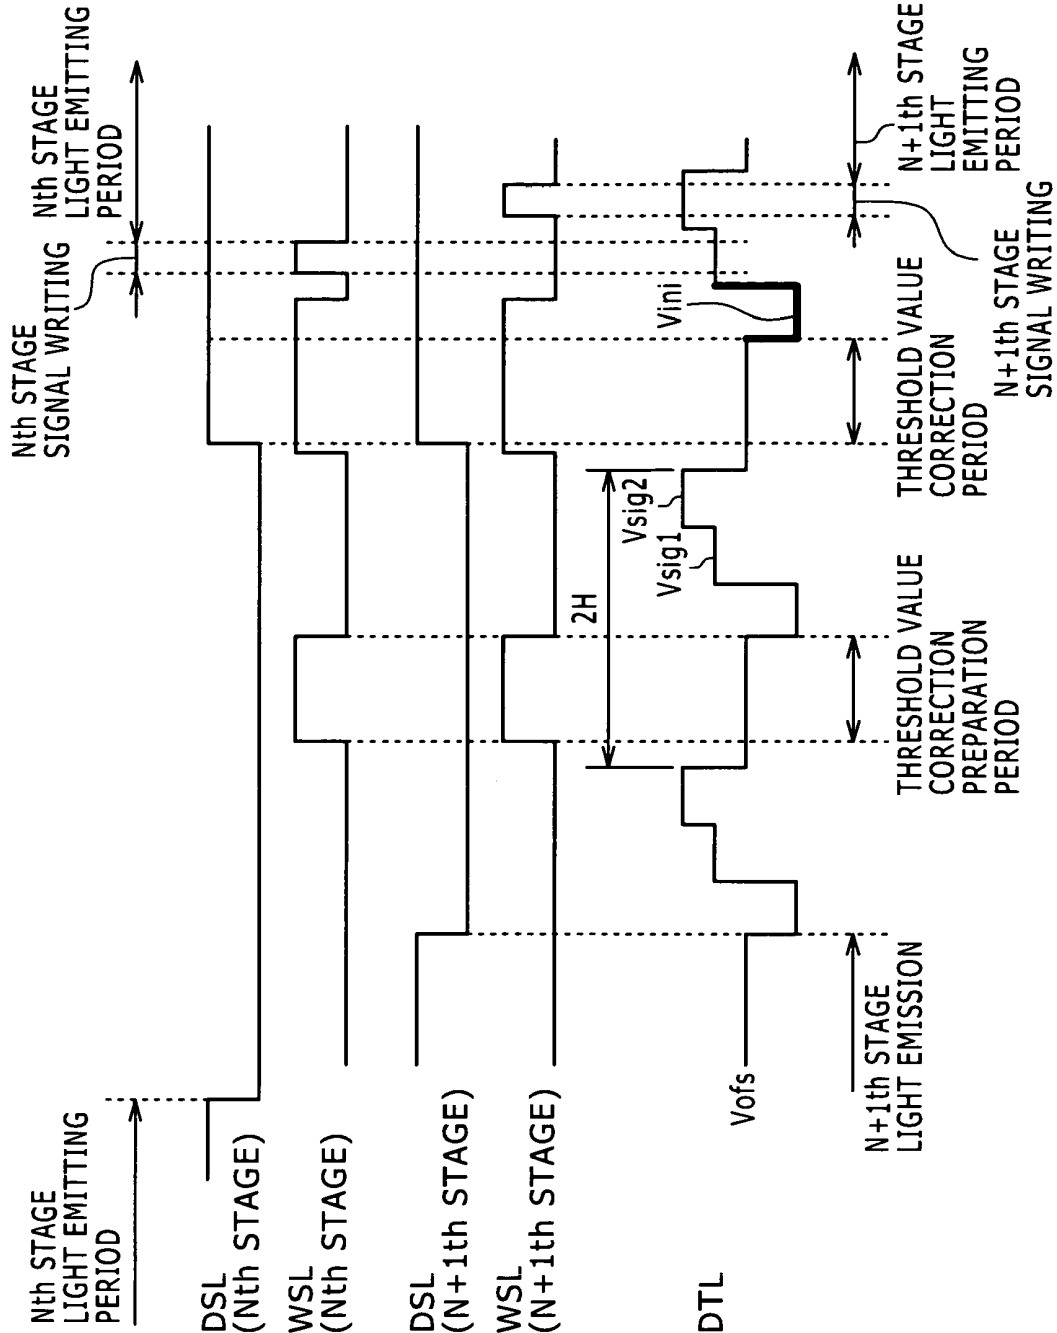 Nth STAGE
LIGHT EMITTING
PERIOD
Nth STAGE
SIGNAL WRITING
Nth STAGE
LIGHT EMITTING
PERIOD
DSL
(Nth STAGE)
WSL
(Nth STAGE)
DSL
(N+1th STAGE)
WSL
(N+1th STAGE)
2H
Vsig1
Vsig2
Vini
DTL
Vofs
N+1th STAGE
LIGHT EMISSION
THRESHOLD VALUE
CORRECTION
PREPARATION
PERIOD
THRESHOLD VALUE
CORRECTION
PERIOD
N+1th STAGE
SIGNAL WRITING
N+1th STAGE
LIGHT
EMITTING
PERIOD